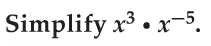 Simplify x³ • x⁻⁵.